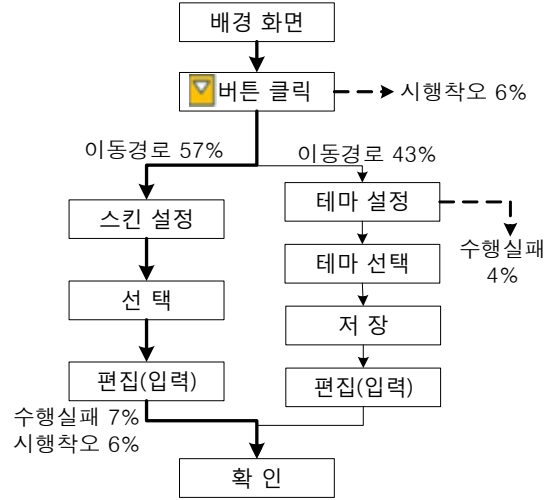 배경 화면
버튼 클릭
시행착오 6%
이동경로 57%
이동경로 43%
스킨 설정
테마 설정
수행실패
4%
테마 선택
선 택
저 장
편집(입력)
편집(입력)
수행실패 7%
시행착오 6%
확 인